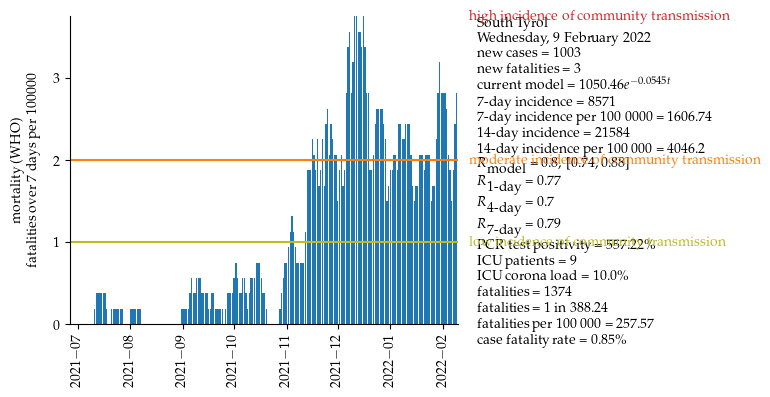 high incidence of community transmission
South Tyrol
Wednesday, 9 February 2022
new cases = 1003
new fatalities = 3
current model = 1050.46e^{-0.0545t}
7-day incidence = 8571
7-day incidence per 100 0000 = 1606.74
14-day incidence = 21584
14-day incidence per 100 000 = 4046.2
moderate incidence of community transmission
R_model = 0.8, [0.74, 0.88]
R_1-day = 0.77
R_4-day = 0.7
R_7-day = 0.79
low incidence of community transmission
PCR test positivity = 557.22%
ICU patients = 9
ICU corona load = 10.0%
fatalities = 1374
fatalities = 1 in 388.24
fatalities per 100 000 = 257.57
case fatality rate = 0.85%
mortality (WHO)
fatalities over 7 days per 100000
3
2
1
0
2021−07
2021−08
2021−09
2021−10
2021−11
2021−12
2022−01
2022−02